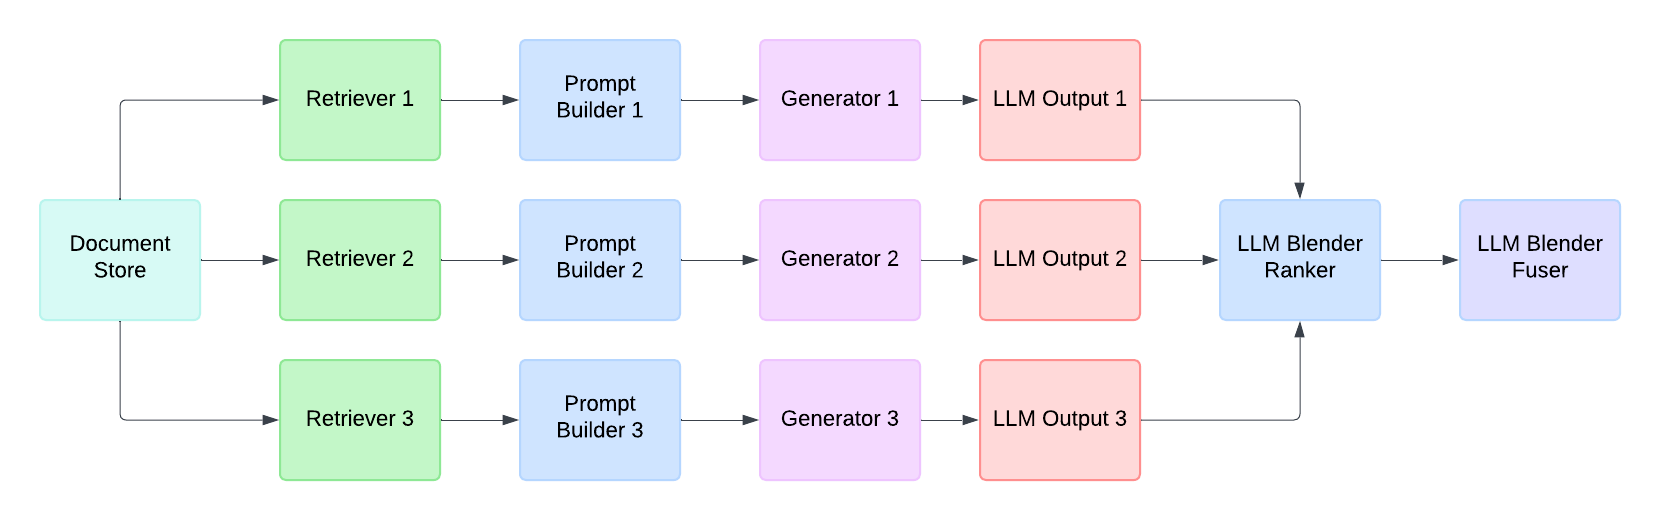 Retriever 1
Prompt
Builder 1
Generator 1
LLM Output 1
Document
Store
Retriever 2
Prompt
Builder 2
Generator 2
LLM Output 2
LLM Blender
Ranker
LLM Blender
Fuser
Retriever 3
Prompt
Builder 3
Generator 3
LLM Output 3